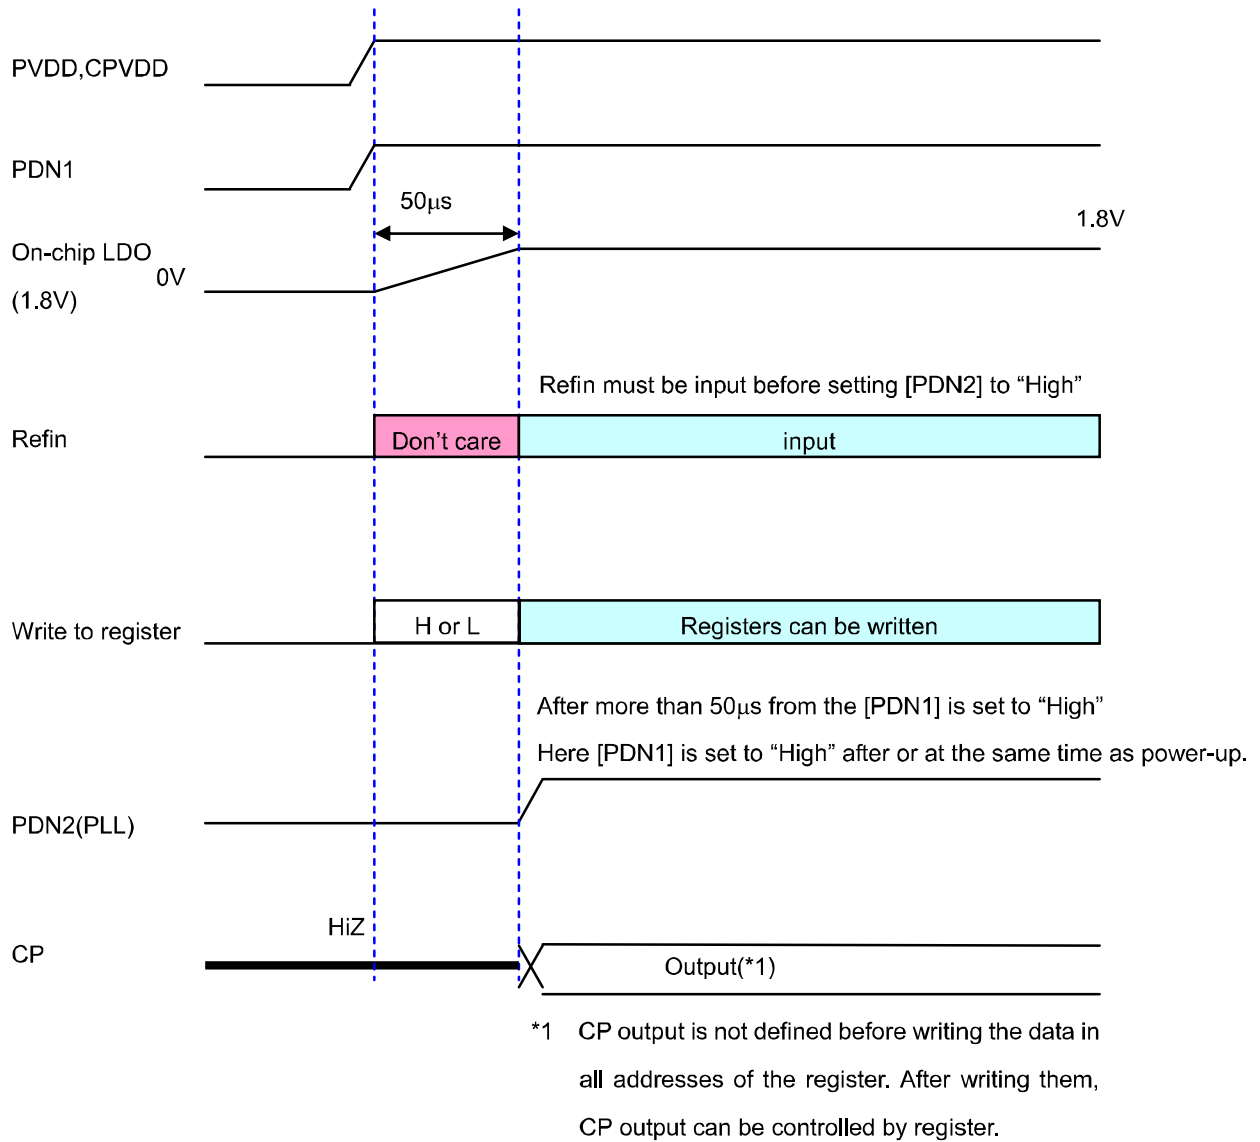 PVDD,CPVDD
PDN1
50μs
1.8V
On-chip LDO
0V
(1.8V)
Refin must be input before setting [PDN2] to “High”
Refin
Don’t care
input
Write to register
H or L
Registers can be written
After more than 50μs from the [PDN1] is set to “High”
Here [PDN1] is set to “High” after or at the same time as power-up.
PDN2(PLL)
HiZ
CP
Output(*1)
*1 CP output is not defined before writing the data in
all addresses of the register. After writing them,
CP output can be controlled by register.